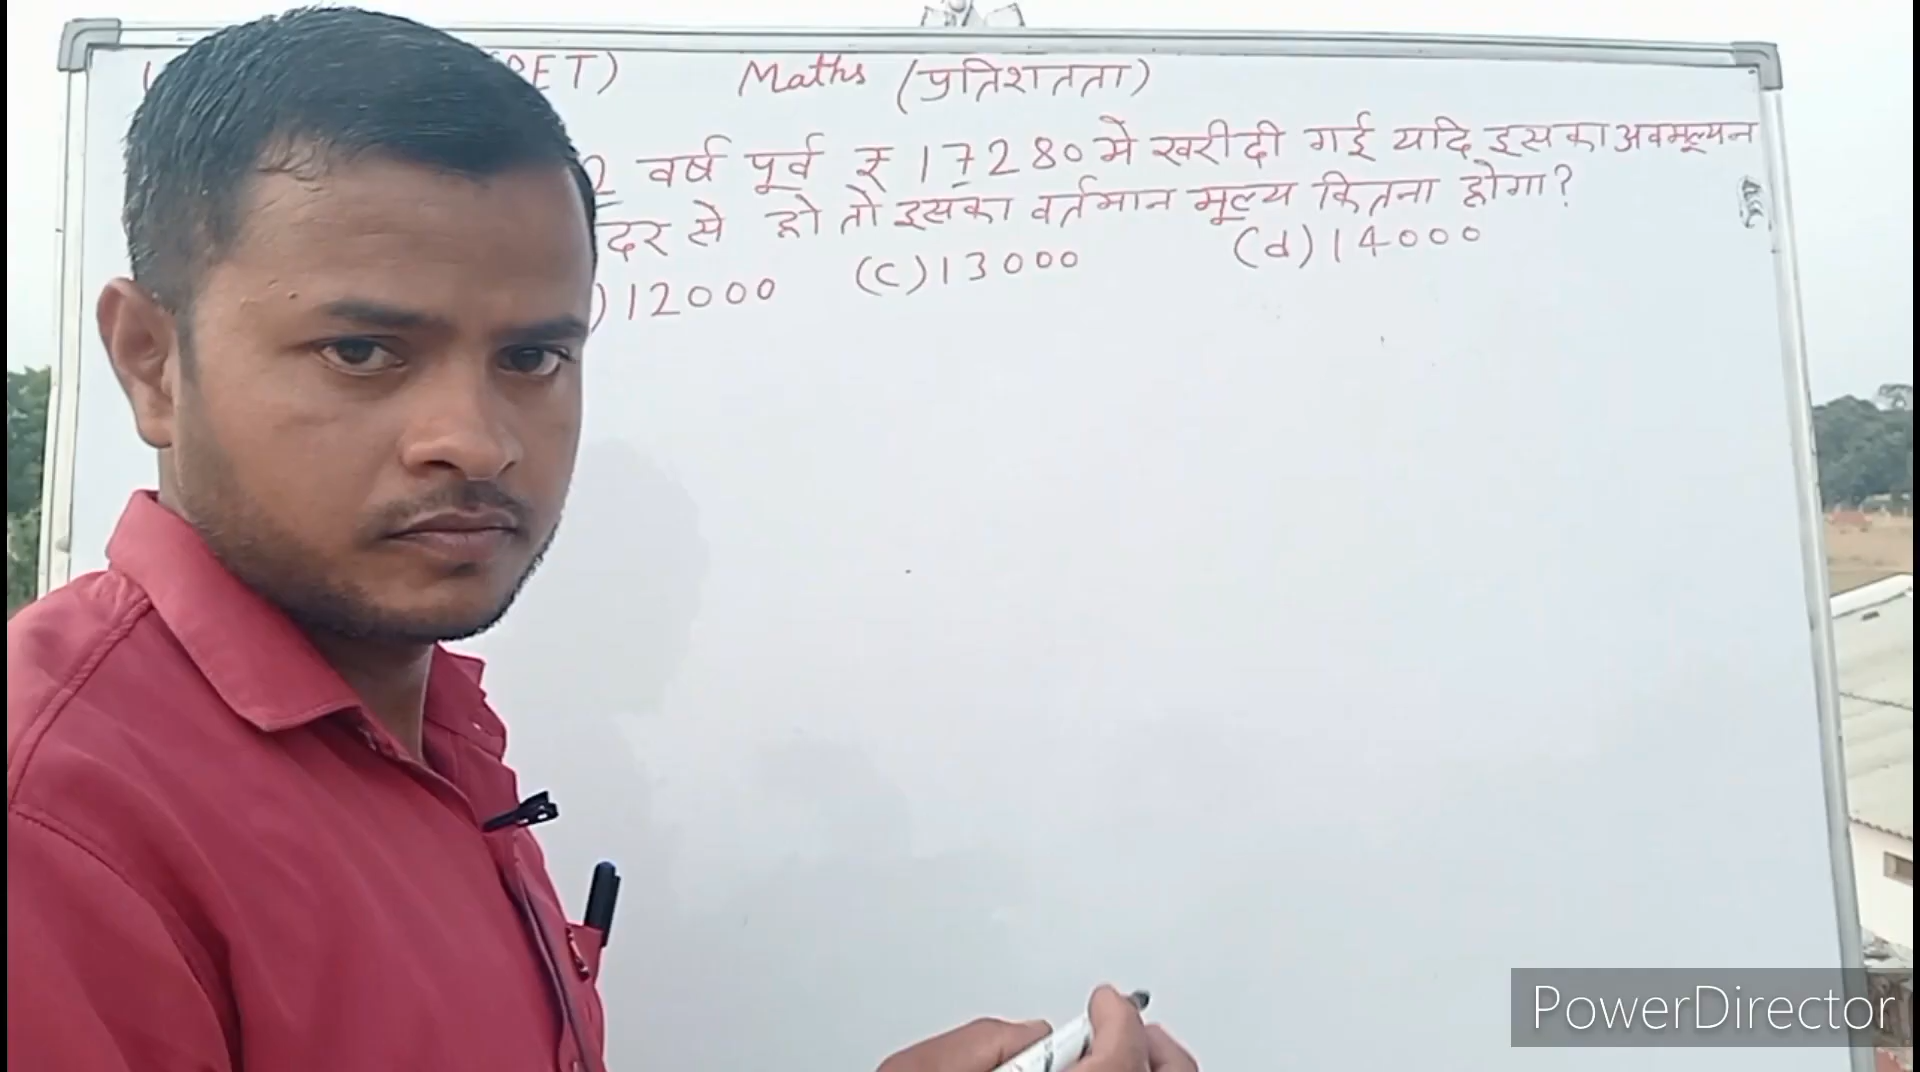 PET) Maths (प्रतिशतता)
2 वर्ष पूर्व ₹ 17280 मे खरीदी गई यदि इसका अवमूल्यन
दर से हो तो इसका वर्तमान मूल्य कितना होगा?
) 12000 (c) 13000 (d) 14000
PowerDirector